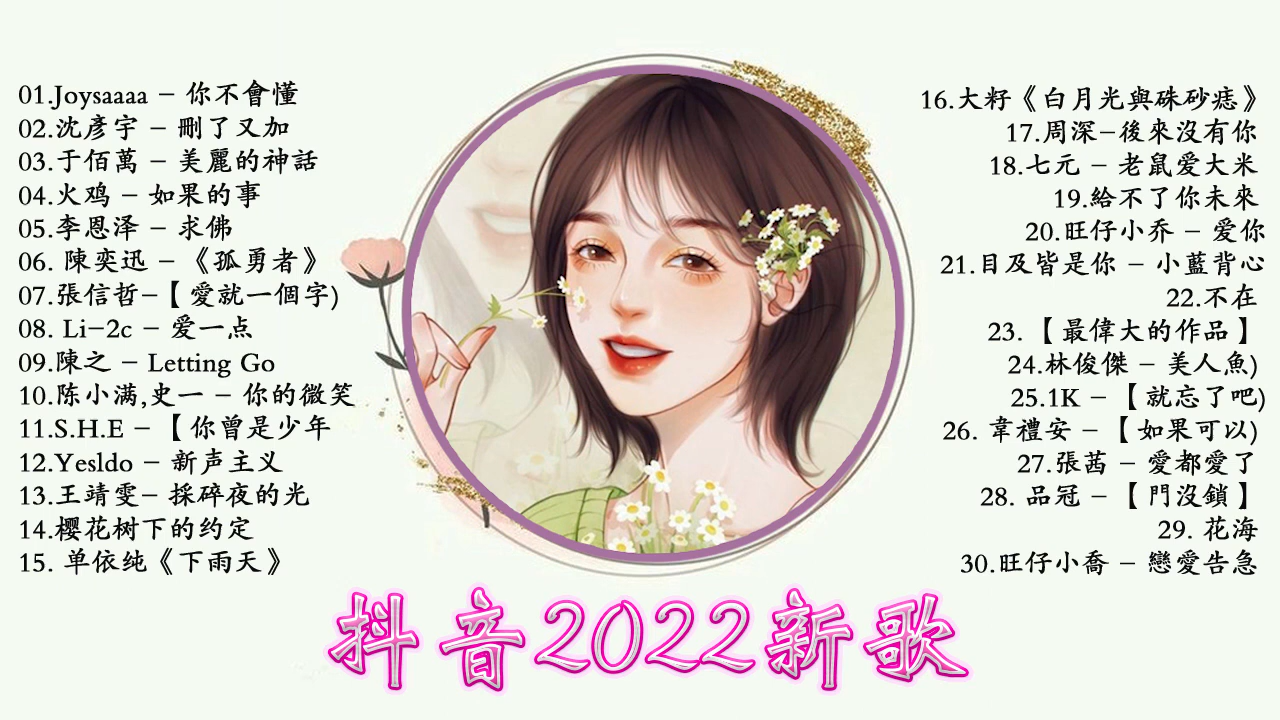 01.Joysaaaa – 你不會懂
02.沈彥宇 – 刪了又加
03.于佰萬 – 美麗的神話
04.火鸡 – 如果的事
05.李恩泽 – 求佛
06. 陳奕迅 – 《孤勇者》
07.張信哲–【愛就一個字)
08. Li–2c – 爱一点
09.陳之 – Letting Go
10.陈小满,史一 – 你的微笑
11.S.H.E – 【你曾是少年
12.Yesldo – 新声主义
13.王靖雯– 採碎夜的光
14.樱花树下的约定
15. 单依纯《下雨天》
16.大籽《白月光與硃砂痣》
17.周深–後來沒有你
18.七元 – 老鼠爱大米
19.給不了你未來
20.旺仔小乔 – 爱你
21.目及皆是你 – 小藍背心
22.不在
23. 【最偉大的作品】
24.林俊傑 – 美人魚)
25.1K – 【就忘了吧)
26. 韋禮安 – 【如果可以)
27.張茜 – 愛都愛了
28. 品冠 – 【門沒鎖】
29. 花海
30.旺仔小喬 – 戀愛告急
抖音2022新歌